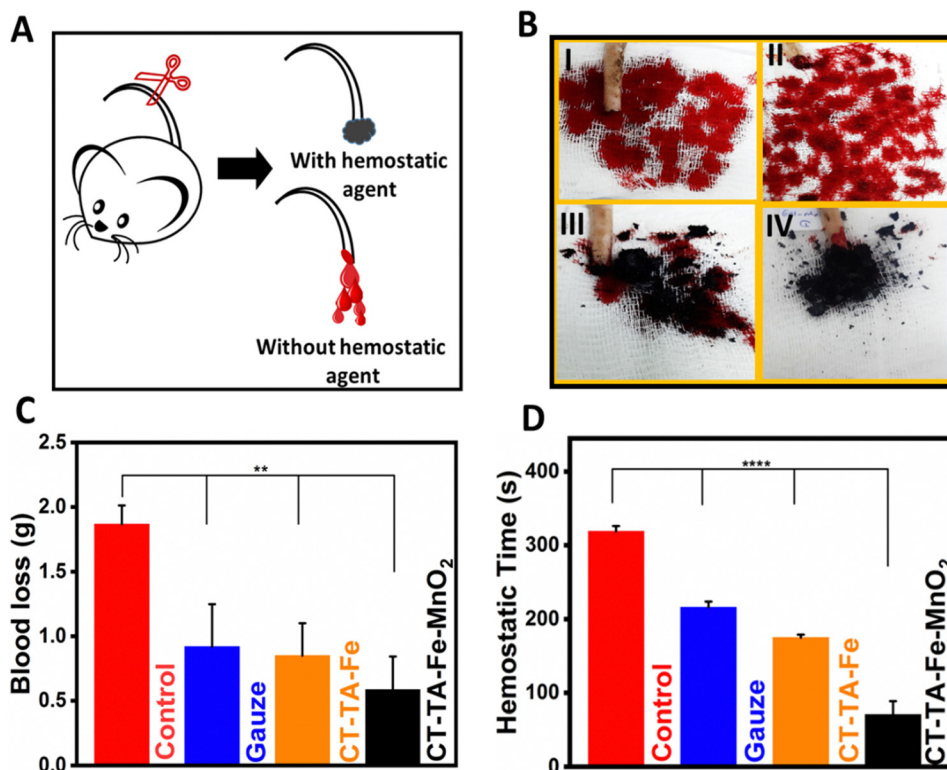 A
With hemostatic
agent
Without hemostatic
agent
B
I
II
III
IV
C
Blood loss (g)
2.5
2.0
1.5
1.0
0.5
0.0
**
Control
Gauze
CT-TA-Fe
CT-TA-Fe-MnO₂
D
Hemostatic Time (s)
400
300
200
100
0
****
Control
Gauze
CT-TA-Fe
CT-TA-Fe-MnO₂